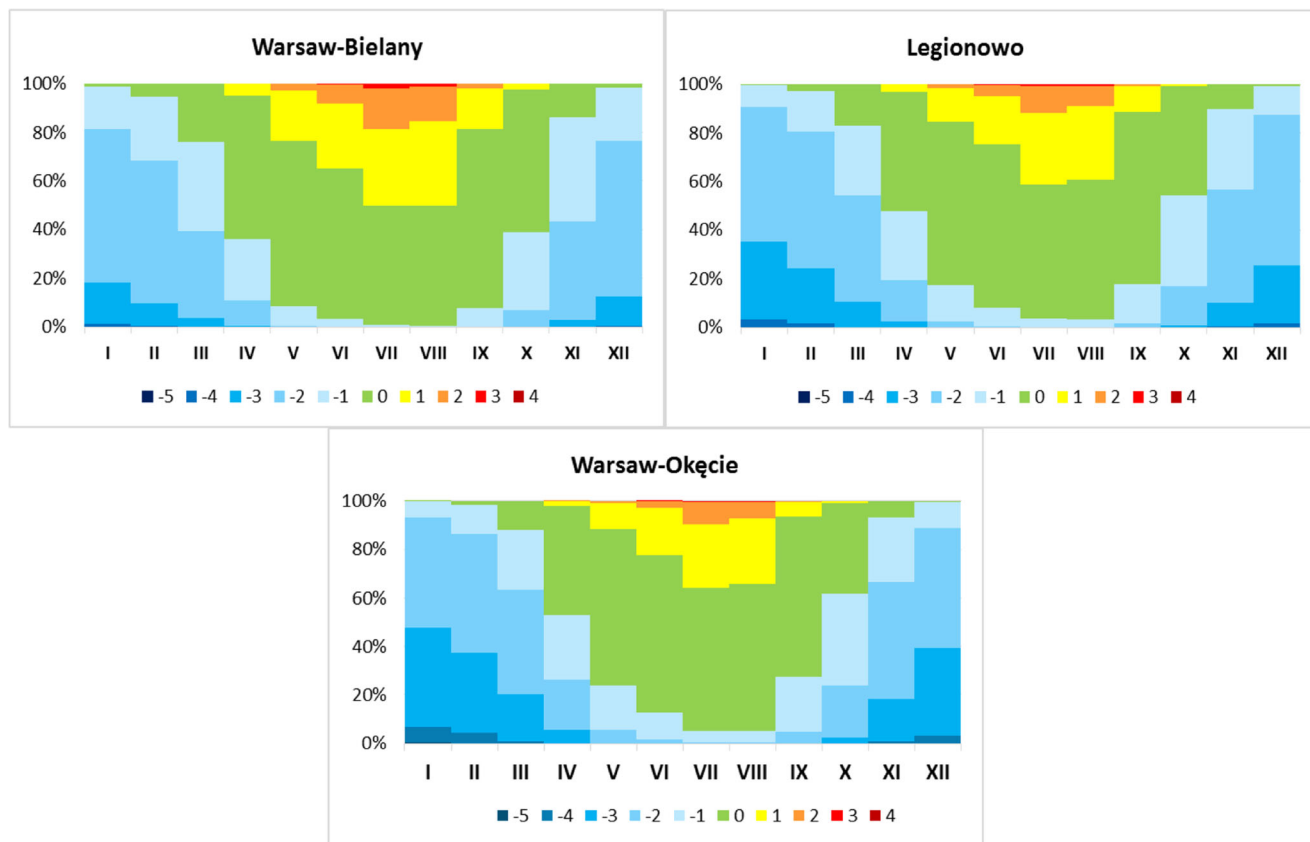 Warsaw-Bielany
100%
80%
60%
40%
20%
0%
I II III IV V VI VII VIII IX X XI XII
-5 -4 -3 -2 -1 0 1 2 3 4
Legionowo
100%
80%
60%
40%
20%
0%
I II III IV V VI VII VIII IX X XI XII
-5 -4 -3 -2 -1 0 1 2 3 4
Warsaw-Okęcie
100%
80%
60%
40%
20%
0%
I II III IV V VI VII VIII IX X XI XII
-5 -4 -3 -2 -1 0 1 2 3 4